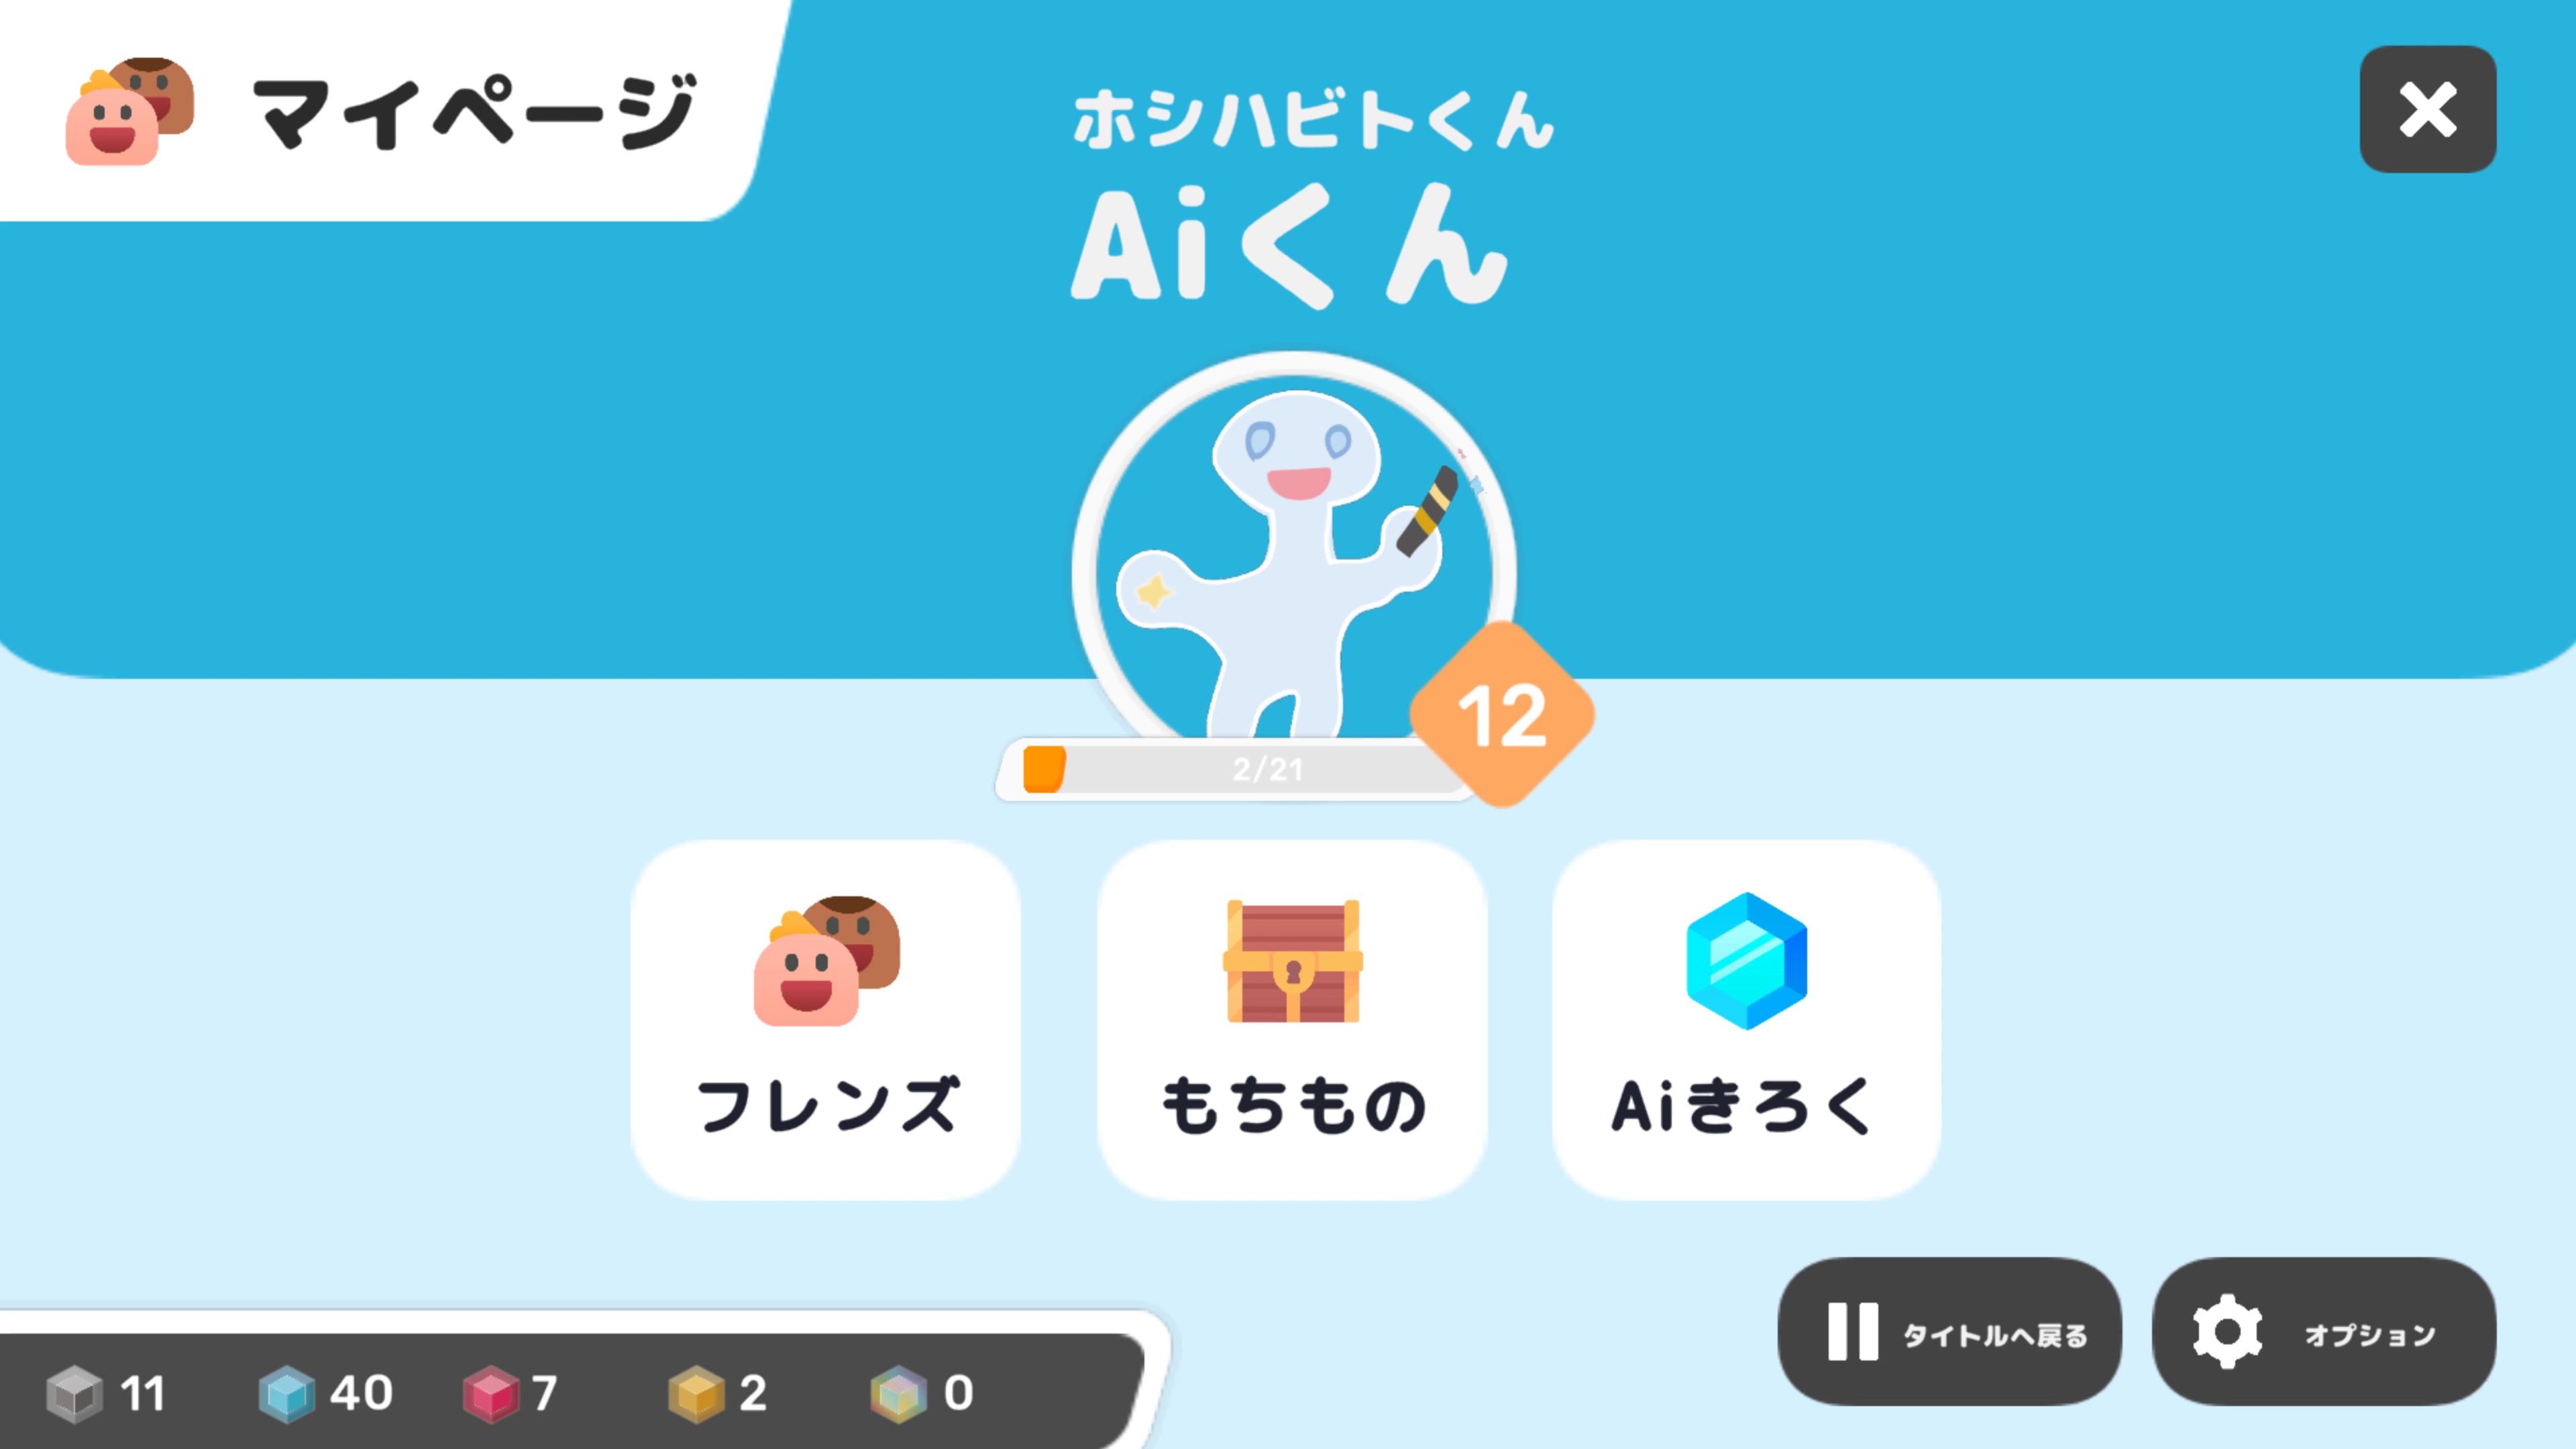 マイページ
ホシハビトくん
Aiくん
12
2/21
フレンズ
もちもの
Aiきろく
タイトルへ戻る
オプション
11
40
7
2
0